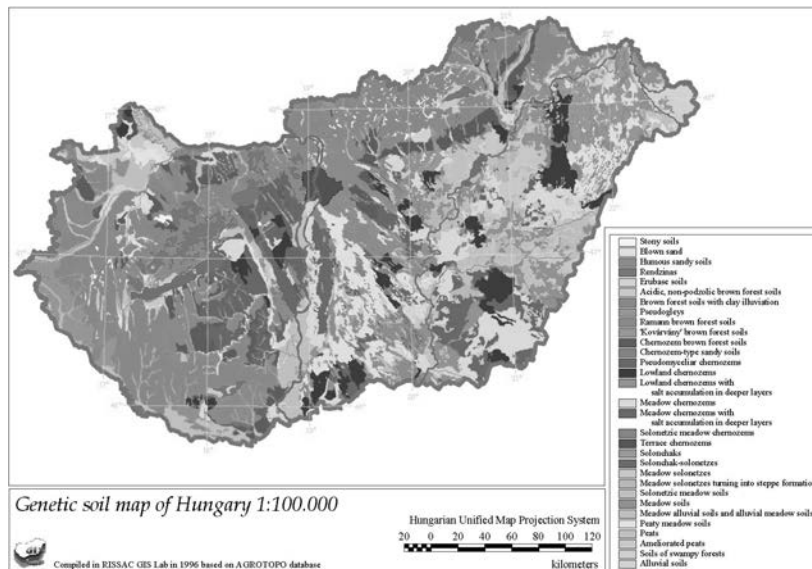 Stony soils
Blown sand
Humous sandy soils
Rendzinas
Erubase soils
Acidic, non-podzolic brown forest soils
Brown forest soils with clay illuviation
Pseudogleys
Ramann brown forest soils
'Kovárvány' brown forest soils
Chernozem brown forest soils
Chernozem-type sandy soils
Pseudomyceliar chernozems
Lowland chernozems
Lowland chernozems with
salt accumulation in deeper layers
Meadow chernozems
Meadow chernozems with
salt accumulation in deeper layers
Solonetzic meadow chernozems
Terrace chernozems
Solonchaks
Solonchak-solonetzes
Meadow solonetzes
Meadow solonetzes turning into steppe formation
Solonetzic meadow soils
Meadow soils
Meadow alluvial soils and alluvial meadow soils
Peaty meadow soils
Peats
Ameliorated peats
Soils of swampy forests
Alluvial soils
Genetic soil map of Hungary 1:100.000
Hungarian Unified Map Projection System
20 0 20 40 60 80 100 120
kilometers
GIS
Compiled in RISSAC GIS Lab in 1996 based on AGROTOPO database